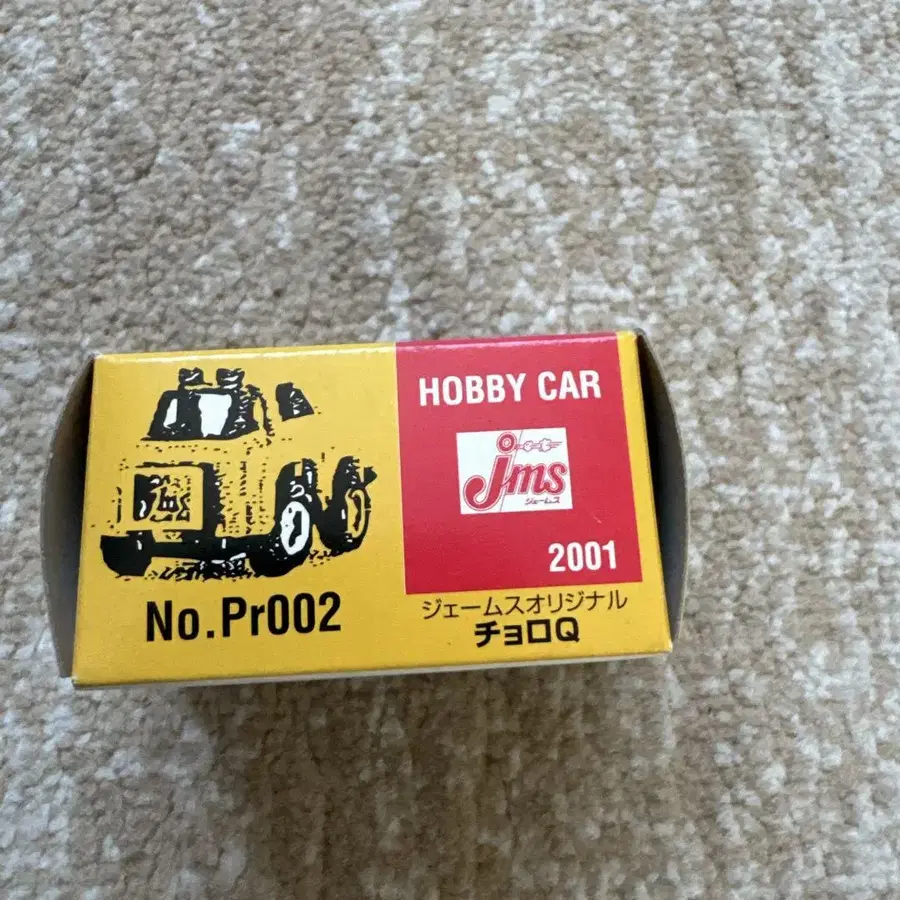 HOBBY CAR
jms
ジェームス
2001
No.Pr002
ジェームスオリジナル
チョロQ